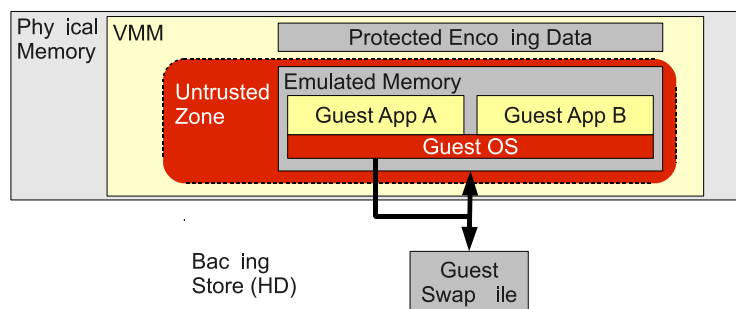 Phy ical
Memory
VMM
Protected Enco ing Data
Untrusted
Zone
Emulated Memory
Guest App A
Guest App B
Guest OS
Bac ing
Store (HD)
Guest
Swap ile